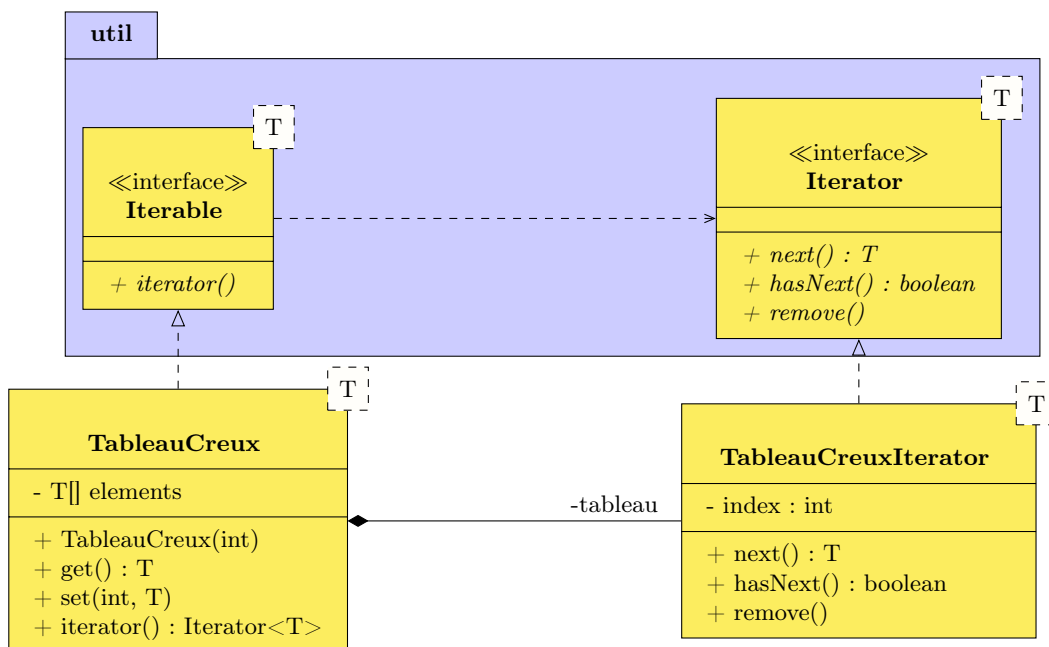 util
T
≪interface≫
Iterable
+ iterator()
T
≪interface≫
Iterator
+ next() : T
+ hasNext() : boolean
+ remove()
T
TableauCreux
- T[] elements
+ TableauCreux(int)
+ get() : T
+ set(int, T)
+ iterator() : Iterator<T>
-tableau
T
TableauCreuxIterator
- index : int
+ next() : T
+ hasNext() : boolean
+ remove()